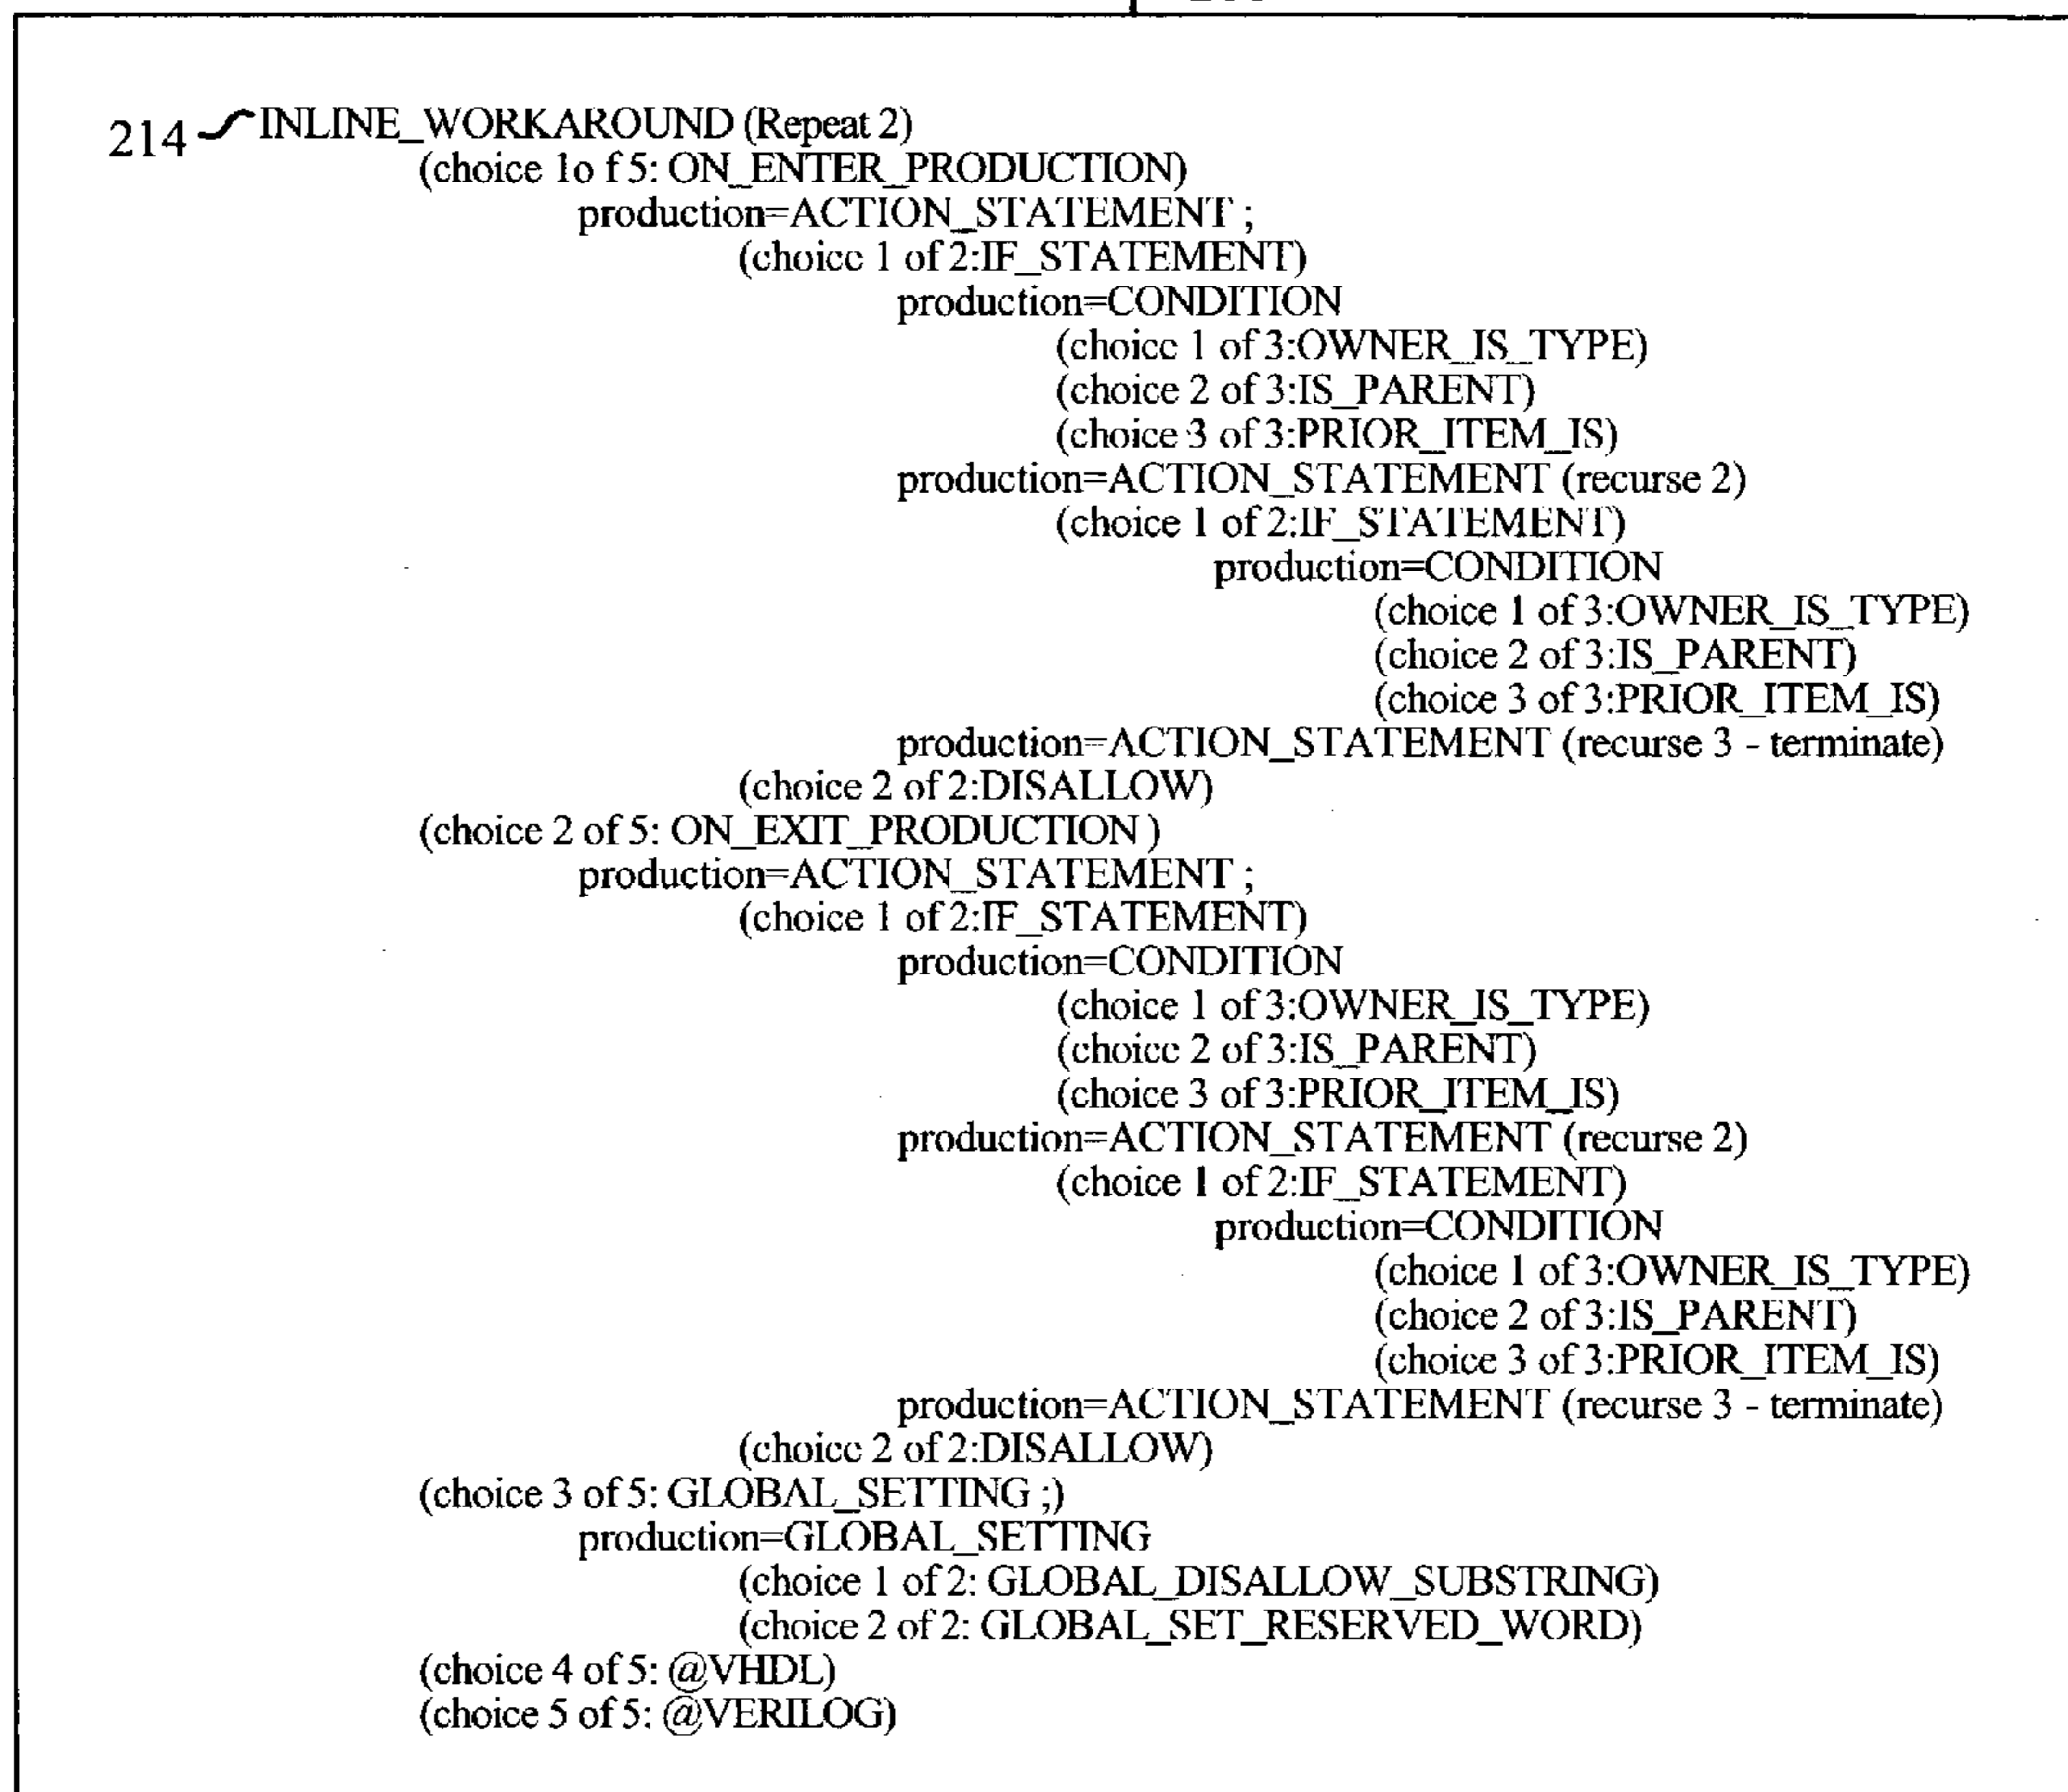 214 INLINE_WORKAROUND (Repeat 2)
(choice 1o f 5: ON_ENTER_PRODUCTION)
production=ACTION_STATEMENT ;
(choice 1 of 2:IF_STATEMENT)
production=CONDITION
(choice 1 of 3:OWNER_IS_TYPE)
(choice 2 of 3:IS_PARENT)
(choice 3 of 3:PRIOR_ITEM_IS)
production=ACTION_STATEMENT (recurse 2)
(choice 1 of 2:IF_STATEMENT)
production=CONDITION
(choice 1 of 3:OWNER_IS_TYPE)
(choice 2 of 3:IS_PARENT)
(choice 3 of 3:PRIOR_ITEM_IS)
production=ACTION_STATEMENT (recurse 3 - terminate)
(choice 2 of 2:DISALLOW)
(choice 2 of 5: ON_EXIT_PRODUCTION )
production=ACTION_STATEMENT ;
(choice 1 of 2:IF_STATEMENT)
production=CONDITION
(choice 1 of 3:OWNER_IS_TYPE)
(choice 2 of 3:IS_PARENT)
(choice 3 of 3:PRIOR_ITEM_IS)
production=ACTION_STATEMENT (recurse 2)
(choice 1 of 2:IF_STATEMENT)
production=CONDITION
(choice 1 of 3:OWNER_IS_TYPE)
(choice 2 of 3:IS_PARENT)
(choice 3 of 3:PRIOR_ITEM_IS)
production=ACTION_STATEMENT (recurse 3 - terminate)
(choice 2 of 2:DISALLOW)
(choice 3 of 5: GLOBAL_SETTING ;)
production=GLOBAL_SETTING
(choice 1 of 2: GLOBAL_DISALLOW_SUBSTRING)
(choice 2 of 2: GLOBAL_SET_RESERVED_WORD)
(choice 4 of 5: @VHDL)
(choice 5 of 5: @VERILOG)